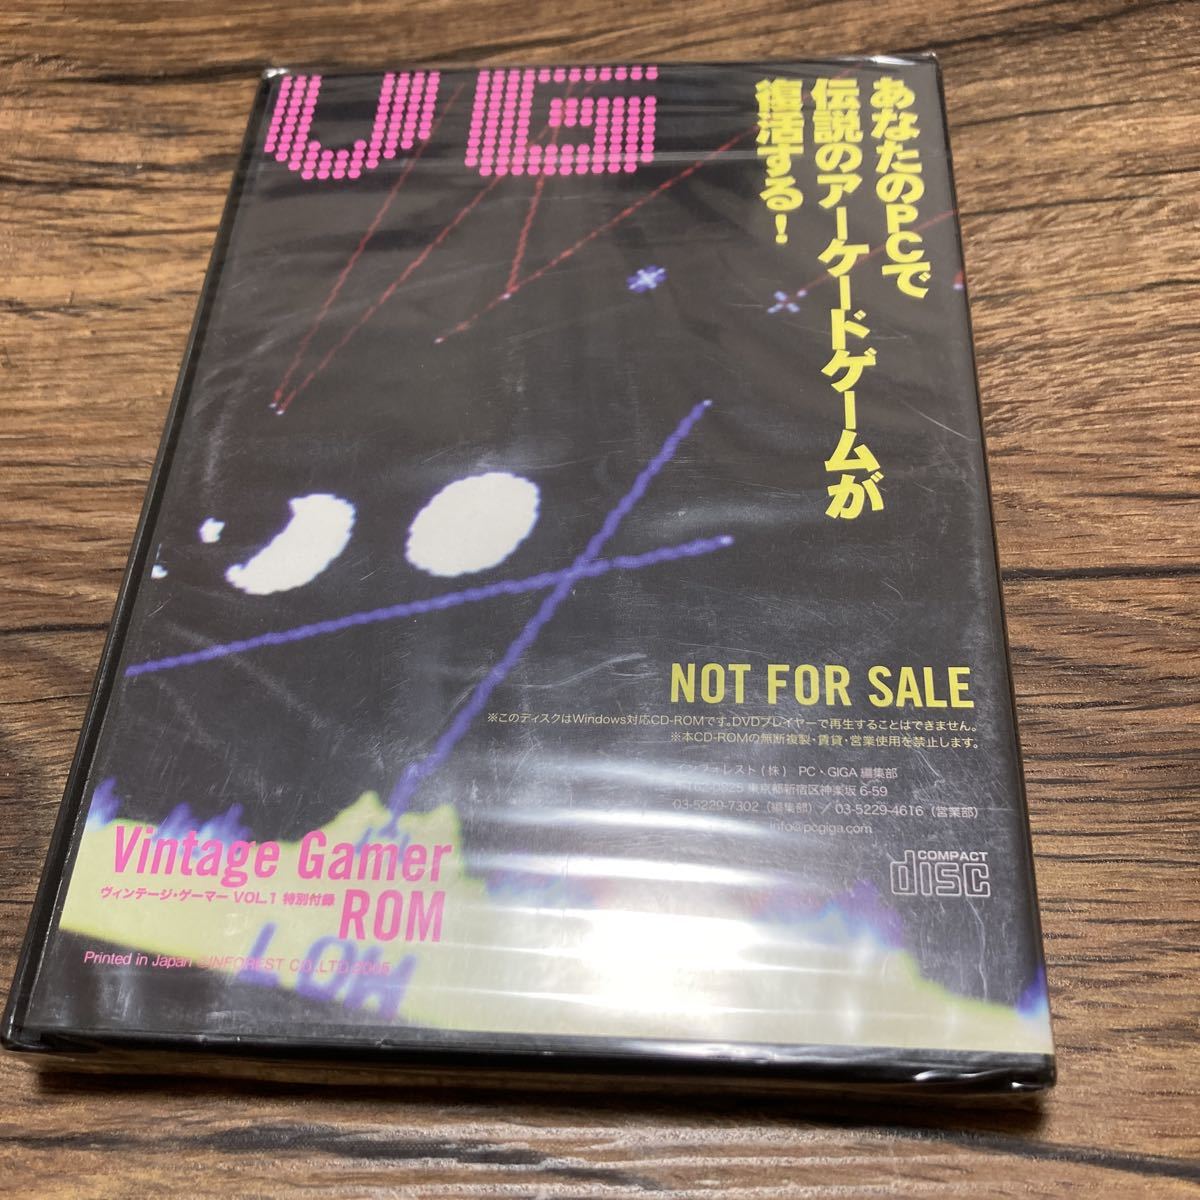 VG
あなたのPCで
伝説のアーケードゲームが
復活する!
NOT FOR SALE
※このディスクはWindows対応CD-ROMです。DVDプレイヤーで再生することはできません。
※本CD-ROMの無断複製・賃貸・営業使用を禁止します。
インフォレスト(株) PC・GIGA 編集部
〒162-0825 東京都新宿区神楽坂 6-59
03-5229-7302(編集部)/ 03-5229-4616(営業部)
info@pcgiga.com
COMPACT
disc
Vintage Gamer
ヴィンテージ・ゲーマー VOL.1 特別付録
ROM
Printed in Japan ©INFOREST CO.,LTD.2005